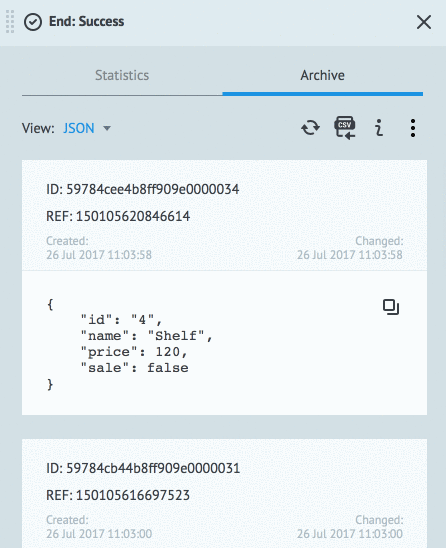 End: Success
Statistics Archive
View: JSON CSV
ID: 59784cee4b8ff909e0000034
REF: 150105620846614
Created: Changed:
26 Jul 2017 11:03:58 26 Jul 2017 11:03:58
{
"id": "4",
"name": "Shelf",
"price": 120,
"sale": false
}
ID: 59784cb44b8ff909e0000031
REF: 150105616697523
Created: Changed:
26 Jul 2017 11:03:00 26 Jul 2017 11:03:00